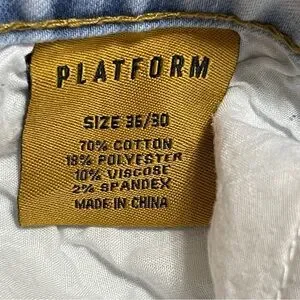 PLATFORM
SIZE 36/30
70% COTTON
18% POLYESTER
10% VISCOSE
2% SPANDEX
MADE IN CHINA